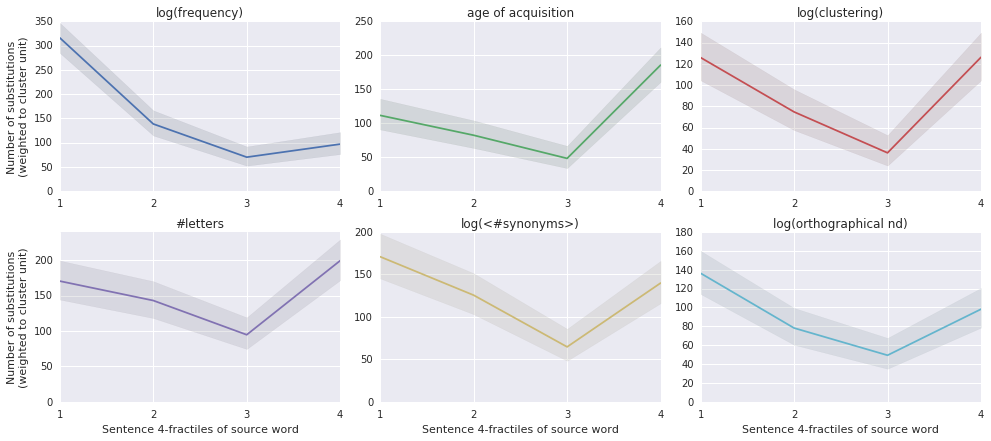 log(frequency)
age of acquisition
log(clustering)
Number of substitutions
(weighted to cluster unit)
350
300
250
200
150
100
50
0
1 2 3 4
250
200
150
100
50
0
1 2 3 4
160
140
120
100
80
60
40
20
0
1 2 3 4
#letters
log(<#synonyms>)
log(orthographical nd)
Number of substitutions
(weighted to cluster unit)
200
150
100
50
0
1 2 3 4
Sentence 4-fractiles of source word
200
150
100
50
0
1 2 3 4
Sentence 4-fractiles of source word
180
160
140
120
100
80
60
40
20
0
1 2 3 4
Sentence 4-fractiles of source word